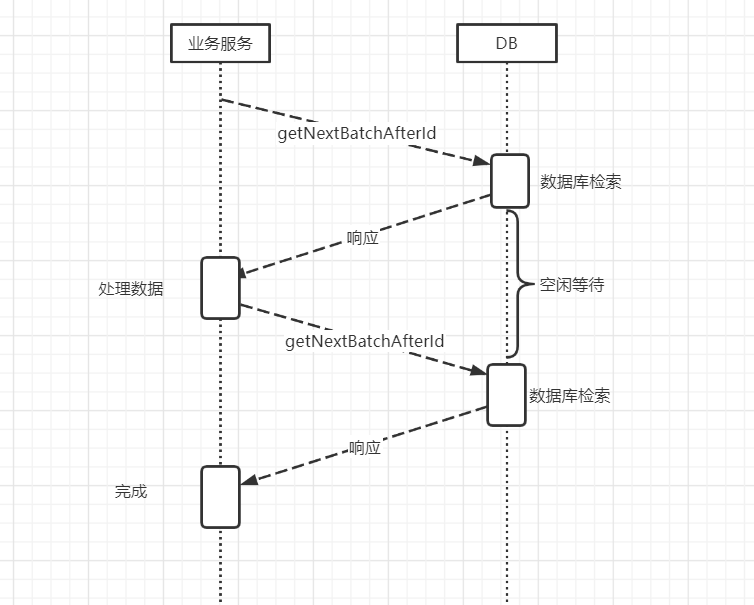 业务服务
DB
getNextBatchAfterId
数据库检索
响应
处理数据
空闲等待
getNextBatchAfterId
数据库检索
响应
完成